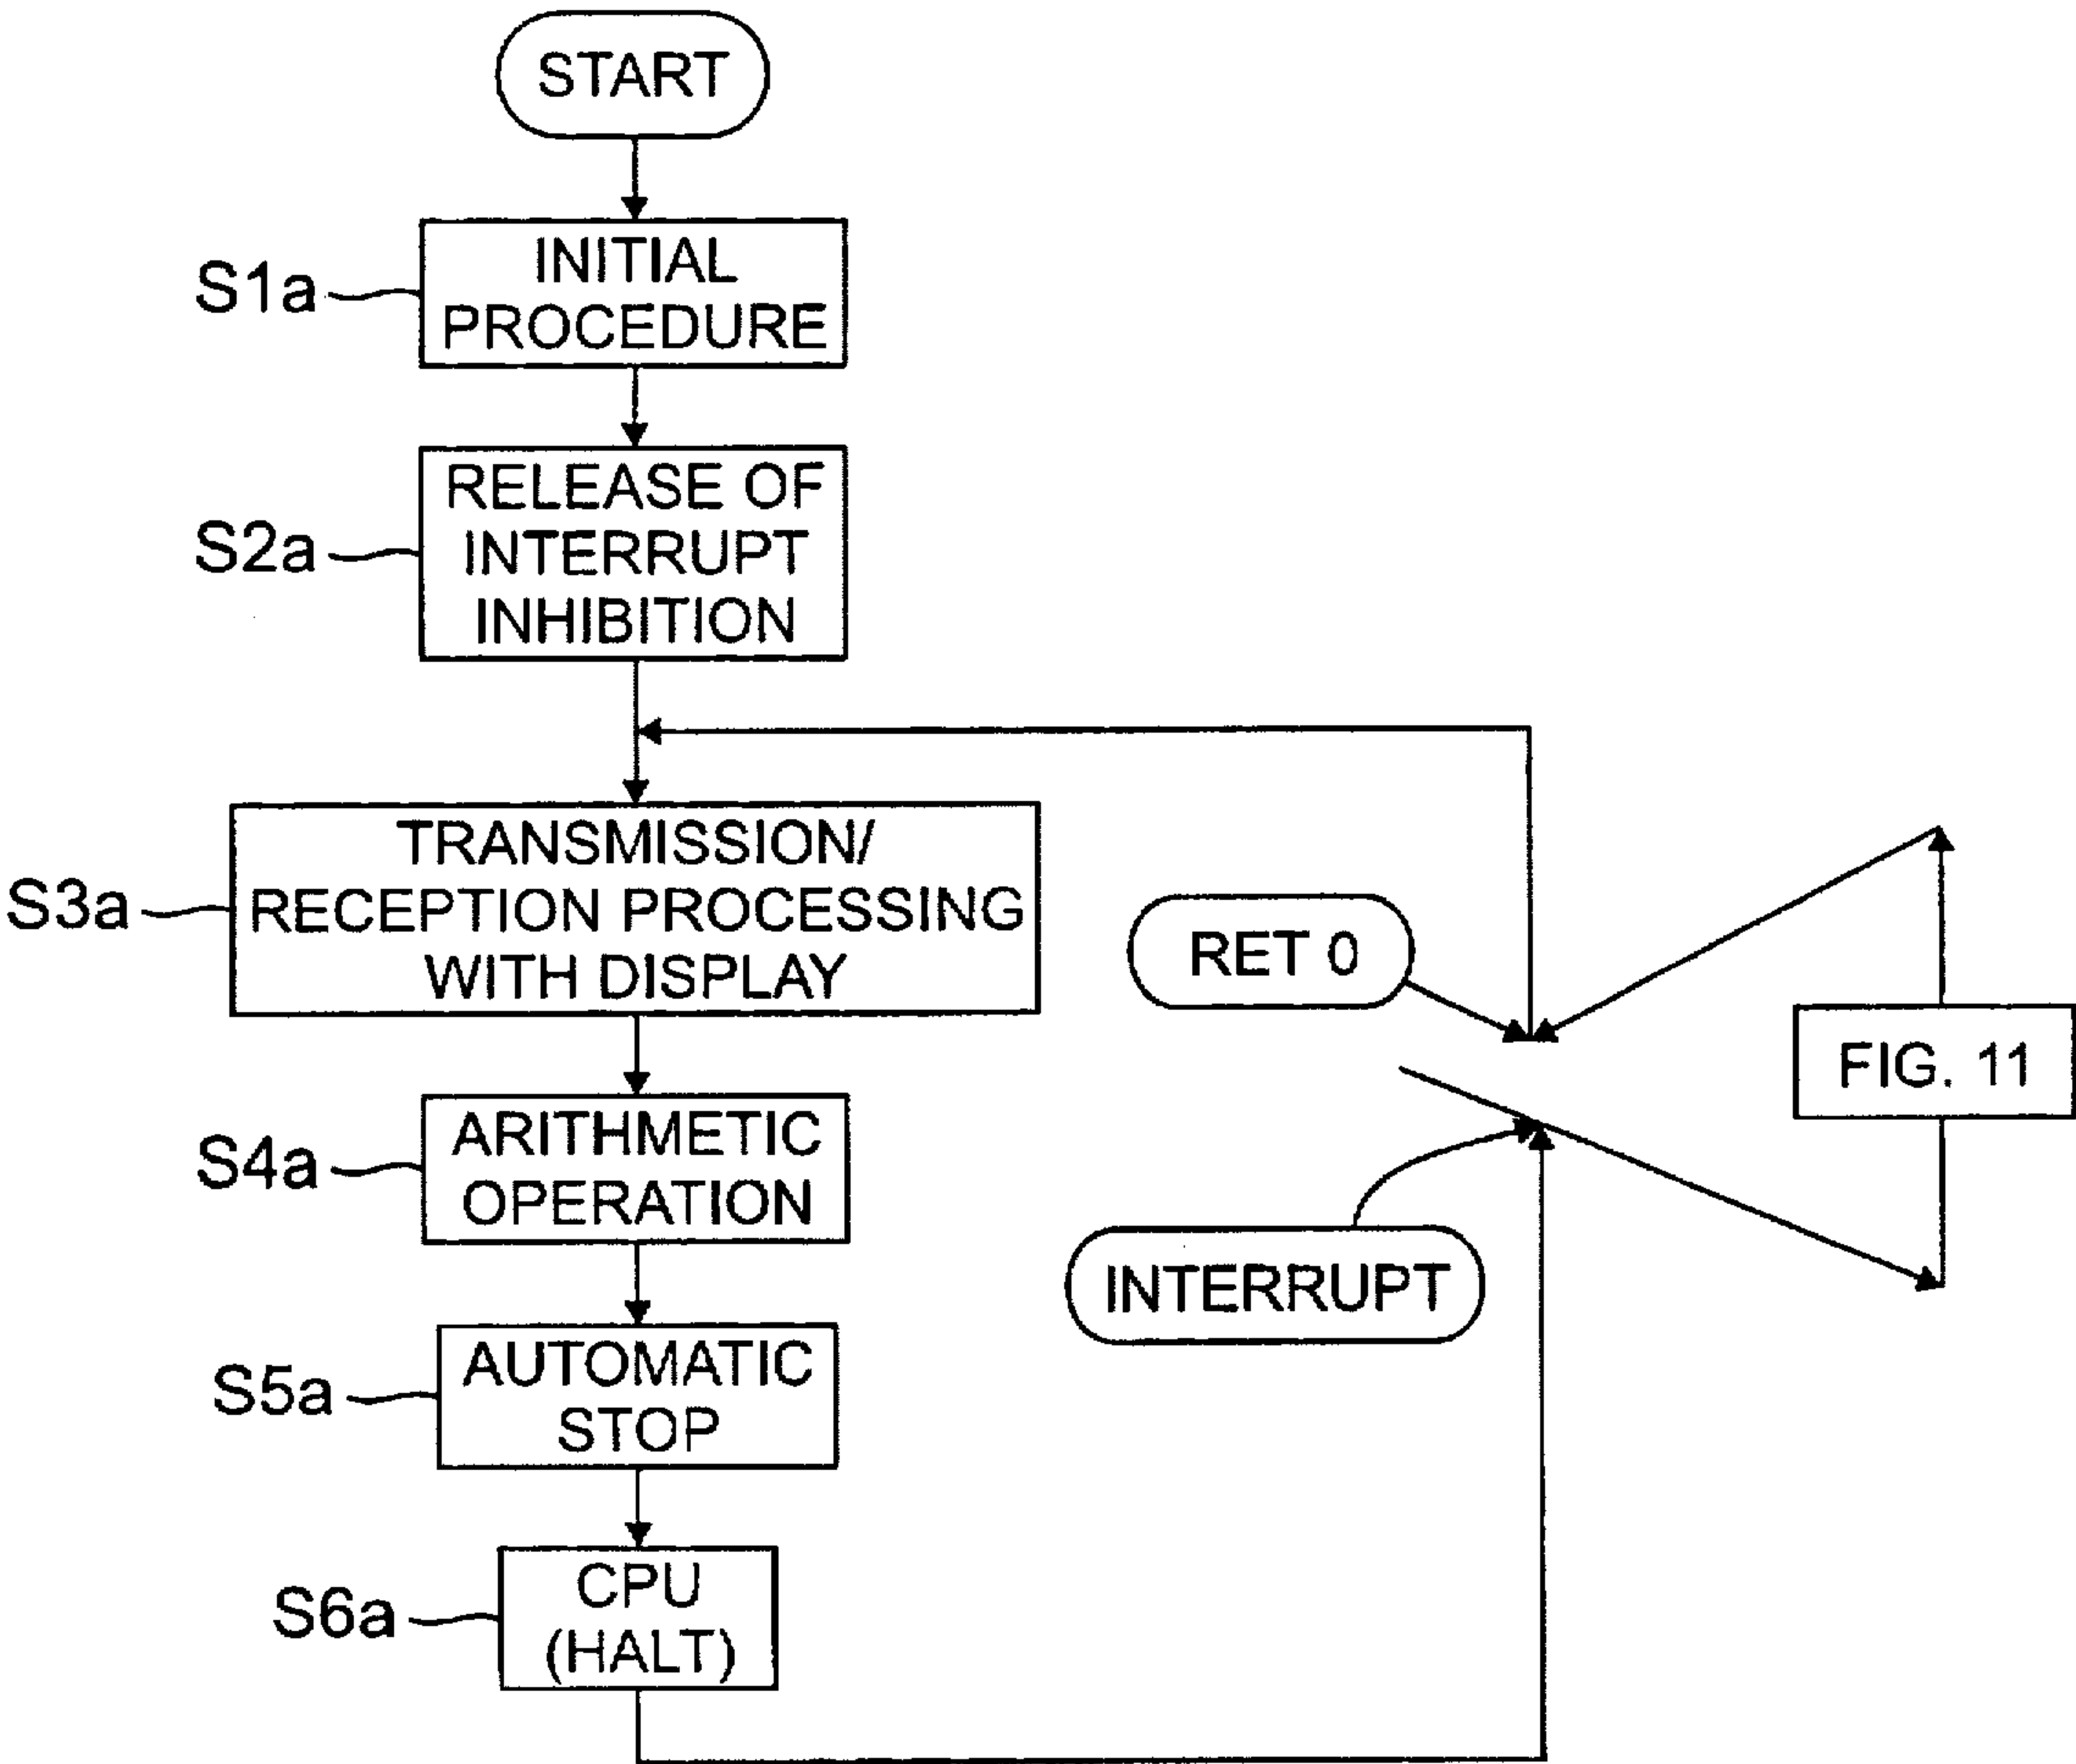 START
S1a
INITIAL
PROCEDURE
S2a
RELEASE OF
INTERRUPT
INHIBITION
S3a
TRANSMISSION/
RECEPTION PROCESSING
WITH DISPLAY
RET 0
FIG. 11
S4a
ARITHMETIC
OPERATION
INTERRUPT
S5a
AUTOMATIC
STOP
S6a
CPU
(HALT)